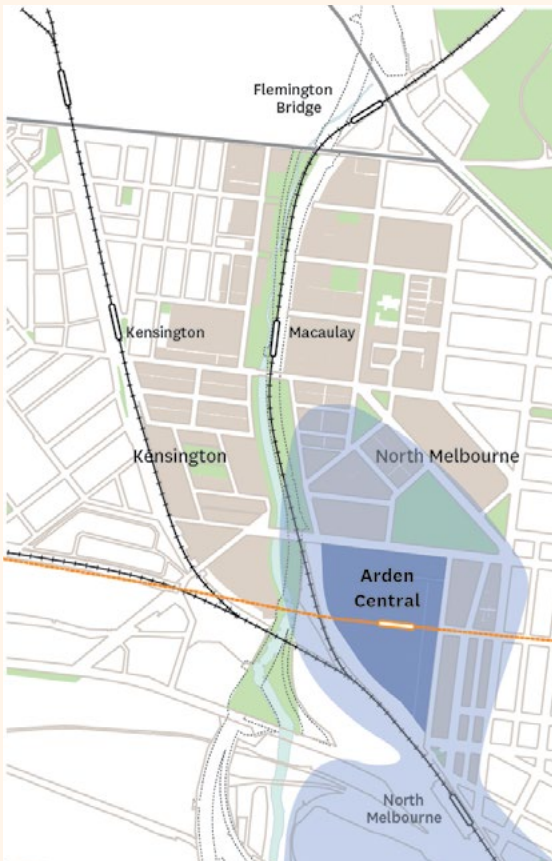 Flemington
Bridge
Kensington
Macaulay
Kensington
North Melbourne
Arden
Central
North
Melbourne